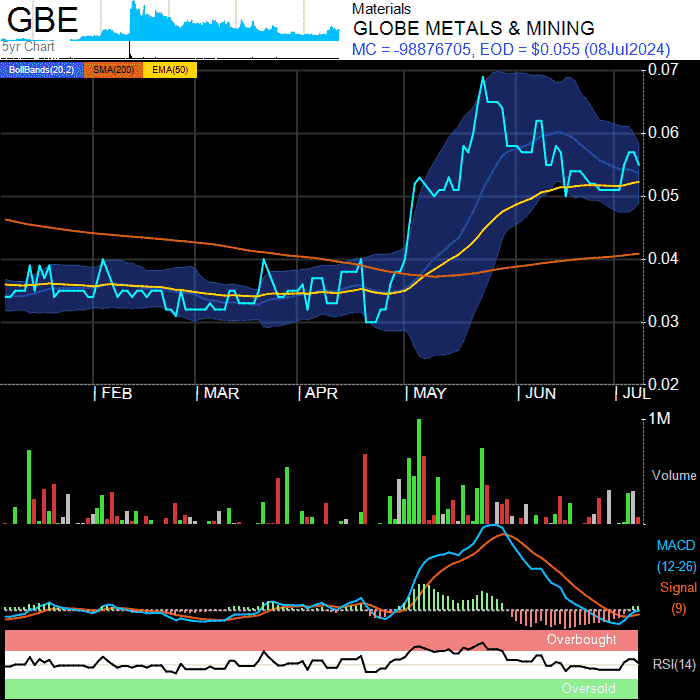 GBE
5yr Chart
Materials
GLOBE METALS & MINING
MC = -98876705, EOD = $0.055 (08Jul2024)
BollBands(20,2) SMA(200) EMA(50)
0.07
0.06
0.05
0.04
0.03
0.02
FEB MAR APR MAY JUN JUL
1M
Volume
MACD
(12-26)
Signal
(9)
Overbought
RSI(14)
Oversold